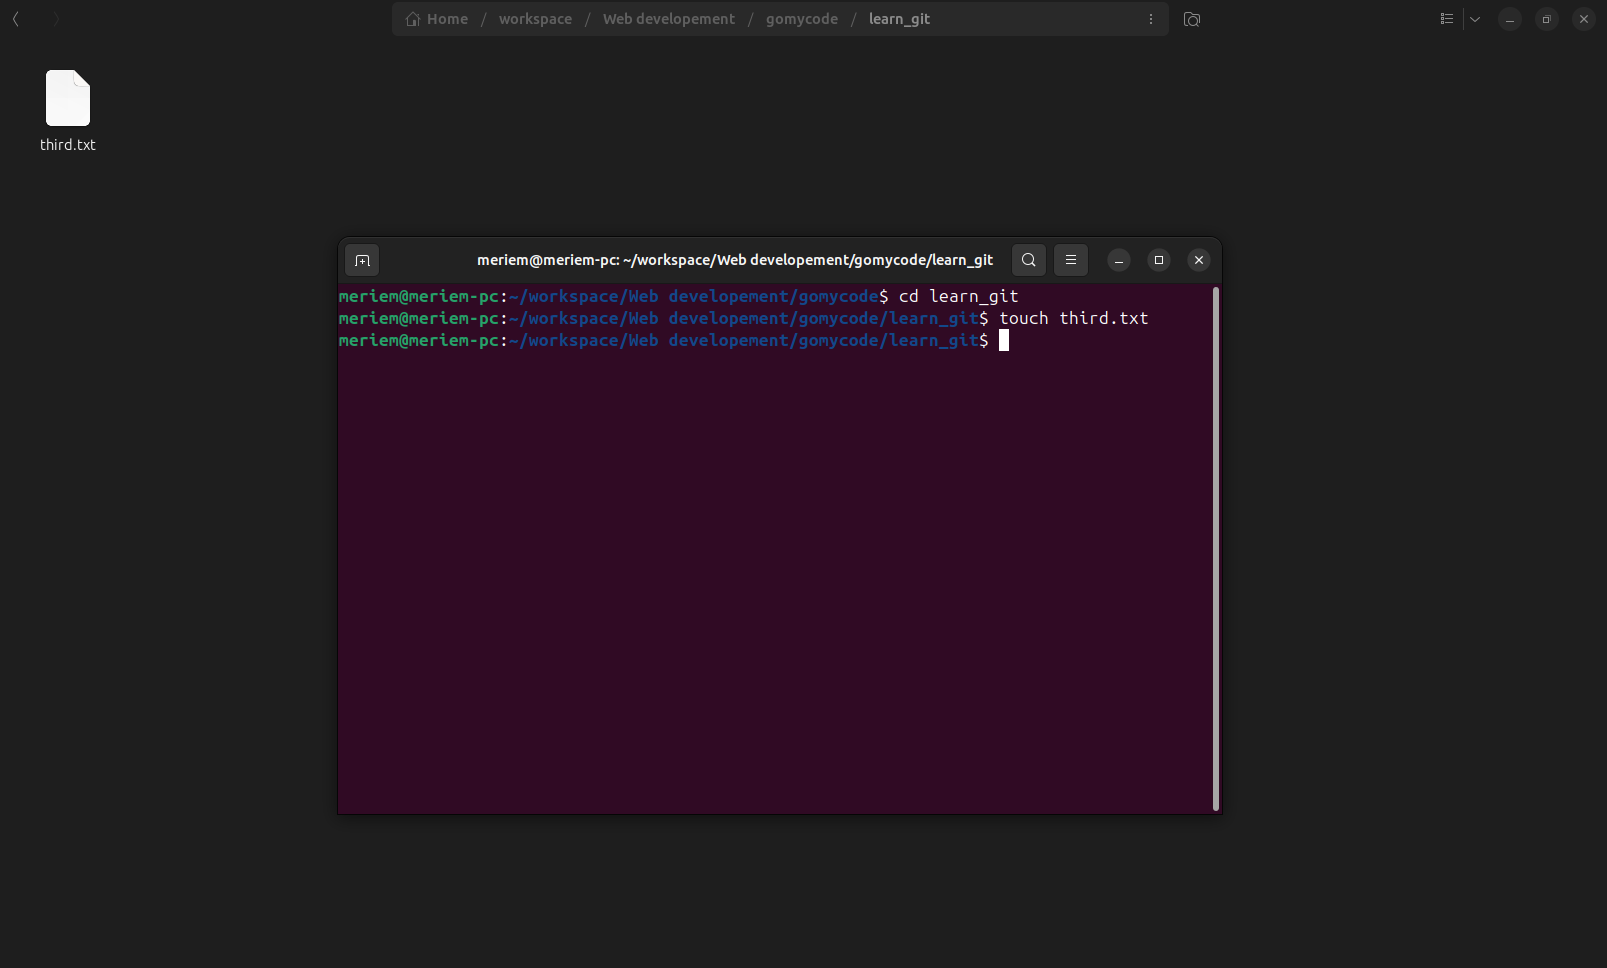 Home / workspace / Web developement / gomycode / learn_git
third.txt
meriem@meriem-pc: ~/workspace/Web developement/gomycode/learn_git
meriem@meriem-pc:~/workspace/Web developement/gomycode$ cd learn_git
meriem@meriem-pc:~/workspace/Web developement/gomycode/learn_git$ touch third.txt
meriem@meriem-pc:~/workspace/Web developement/gomycode/learn_git$